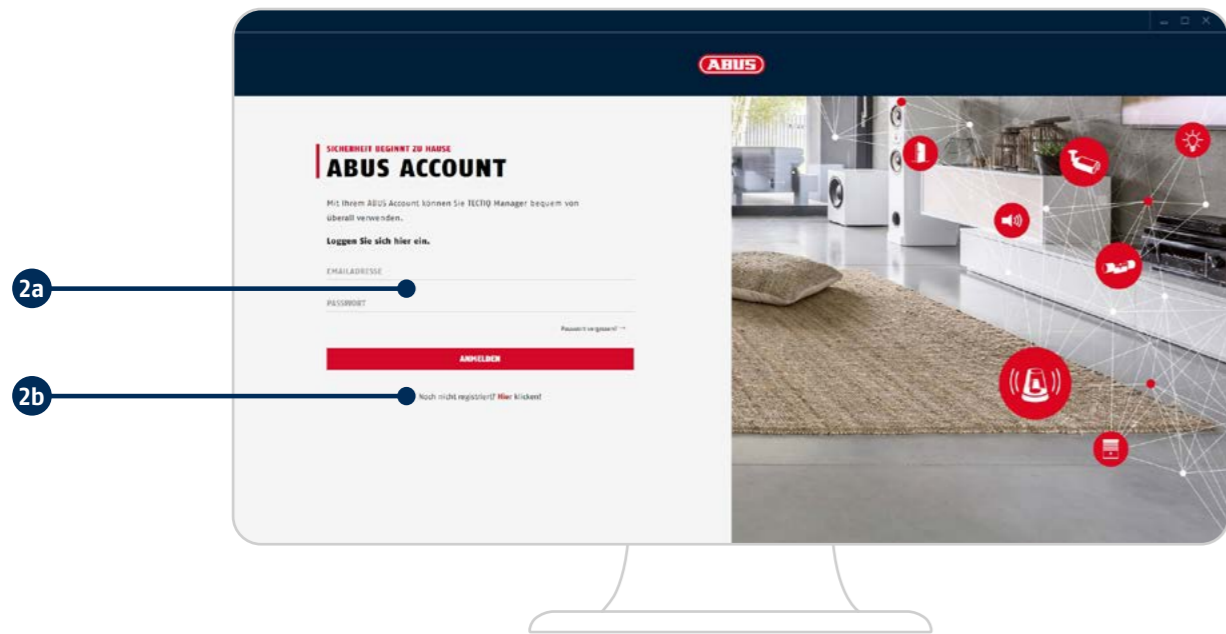 ABUS
SICHERHEIT BEGINNT ZU HAUSE
ABUS ACCOUNT
Mit Ihrem ABUS Account können Sie TECTIQ Manager bequem von
überall verwenden.
Loggen Sie sich hier ein.
EMAILADRESSE
2a
PASSWORT
Passwort vergessen? →
ANMELDEN
2b
Noch nicht registriert? Hier klicken!